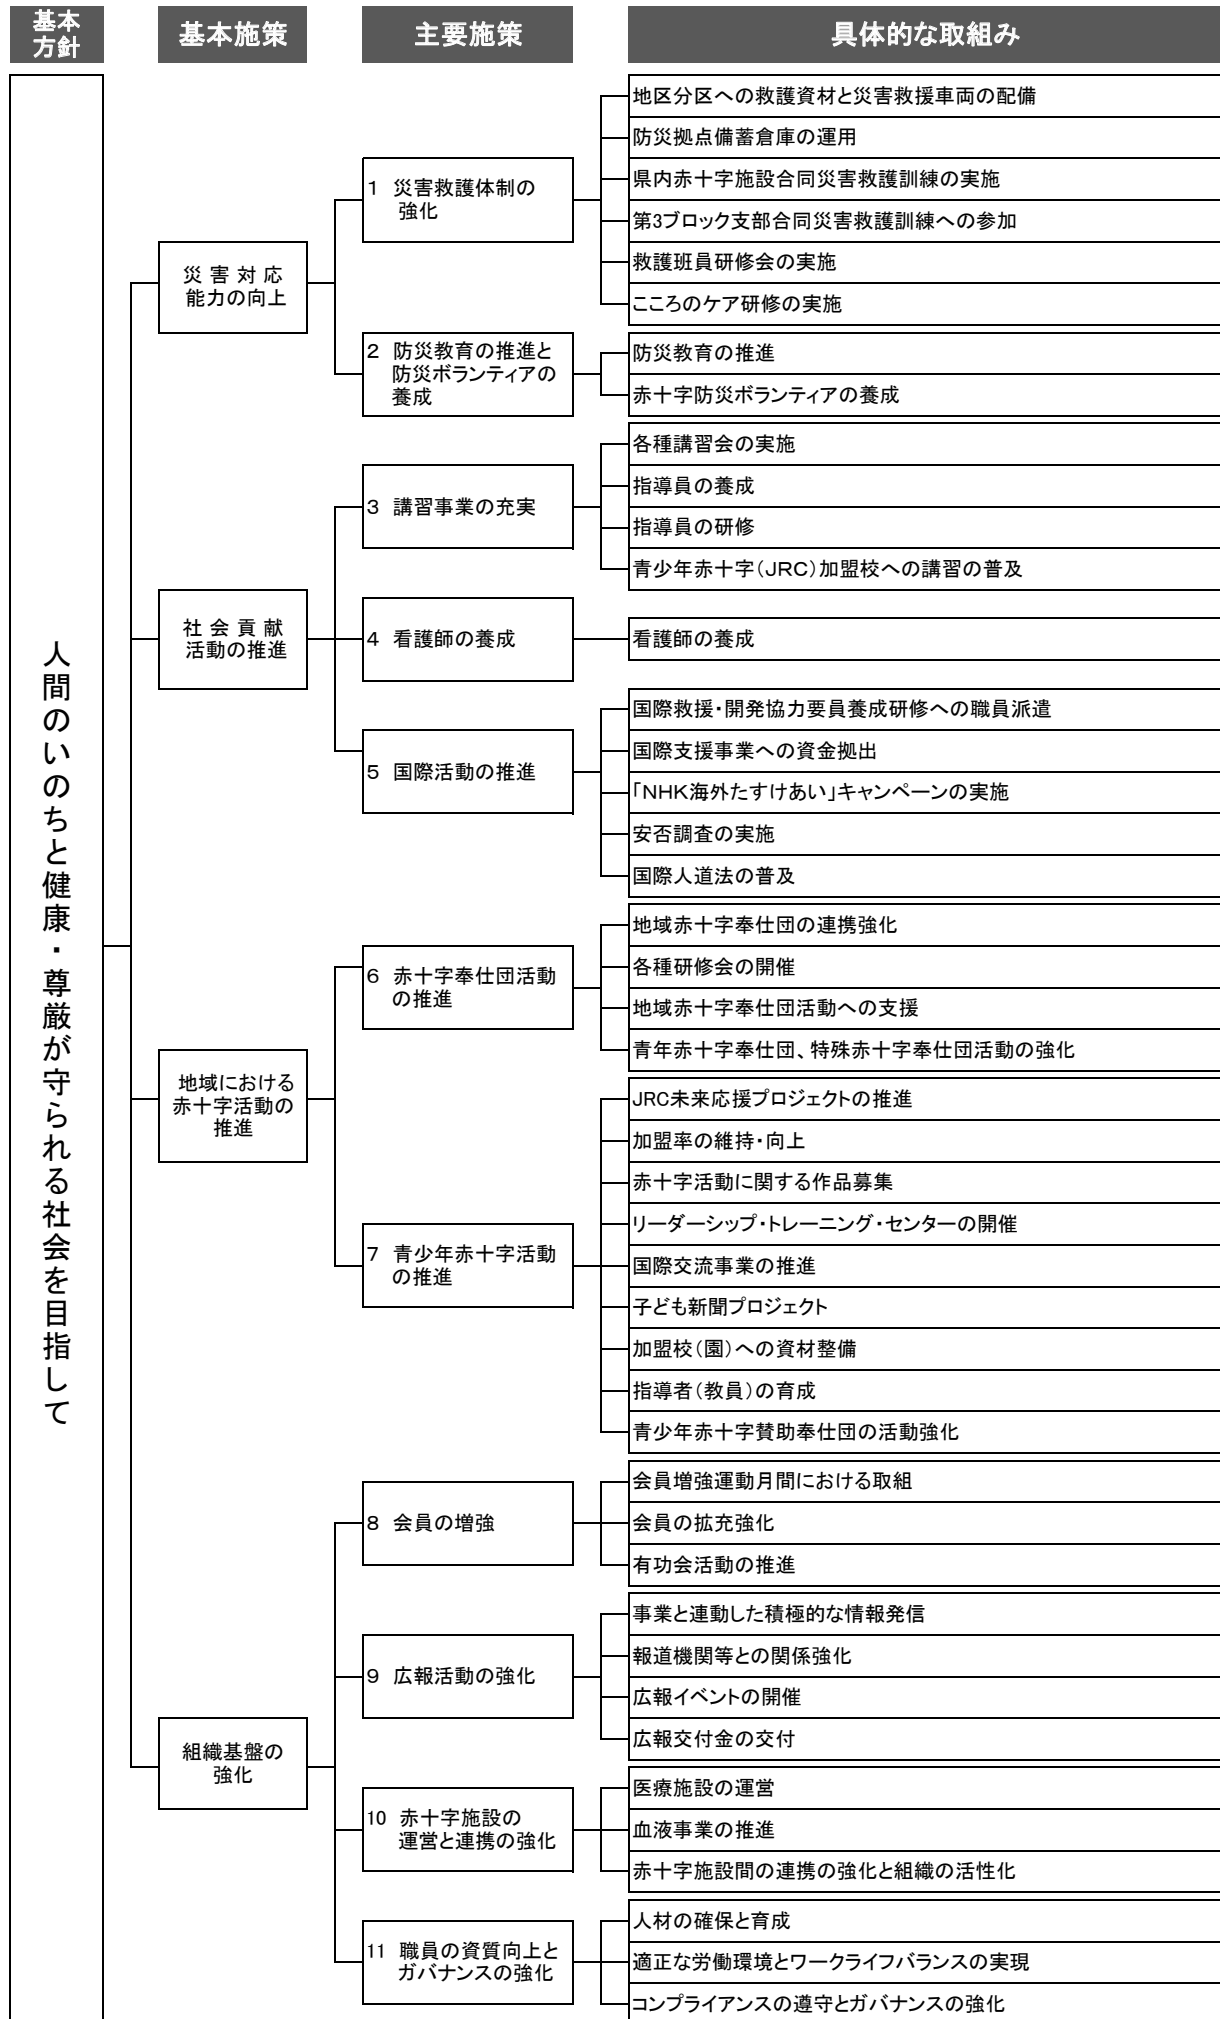 基本
方針
基本施策
主要施策
具体的な取組み
人間のいのちと健康・尊厳が守られる社会を目指して
災害対応
能力の向上
1 災害救護体制の
強化
地区分区への救護資材と災害救援車両の配備
防災拠点備蓄倉庫の運用
県内赤十字施設合同災害救護訓練の実施
第3ブロック支部合同災害救護訓練への参加
救護班員研修会の実施
こころのケア研修の実施
2 防災教育の推進と
防災ボランティアの
養成
防災教育の推進
赤十字防災ボランティアの養成
社会貢献
活動の推進
3 講習事業の充実
各種講習会の実施
指導員の養成
指導員の研修
青少年赤十字(JRC)加盟校への講習の普及
4 看護師の養成
看護師の養成
5 国際活動の推進
国際救援・開発協力要員養成研修への職員派遣
国際支援事業への資金拠出
「NHK海外たすけあい」キャンペーンの実施
安否調査の実施
国際人道法の普及
地域における
赤十字活動の
推進
6 赤十字奉仕団活動
の推進
地域赤十字奉仕団の連携強化
各種研修会の開催
地域赤十字奉仕団活動への支援
青年赤十字奉仕団、特殊赤十字奉仕団活動の強化
7 青少年赤十字活動
の推進
JRC未来応援プロジェクトの推進
加盟率の維持・向上
赤十字活動に関する作品募集
リーダーシップ・トレーニング・センターの開催
国際交流事業の推進
子ども新聞プロジェクト
加盟校(園)への資材整備
指導者(教員)の育成
青少年赤十字賛助奉仕団の活動強化
組織基盤の
強化
8 会員の増強
会員増強運動月間における取組
会員の拡充強化
有功会活動の推進
9 広報活動の強化
事業と連動した積極的な情報発信
報道機関等との関係強化
広報イベントの開催
広報交付金の交付
10 赤十字施設の
運営と連携の強化
医療施設の運営
血液事業の推進
赤十字施設間の連携の強化と組織の活性化
11 職員の資質向上と
ガバナンスの強化
人材の確保と育成
適正な労働環境とワークライフバランスの実現
コンプライアンスの遵守とガバナンスの強化